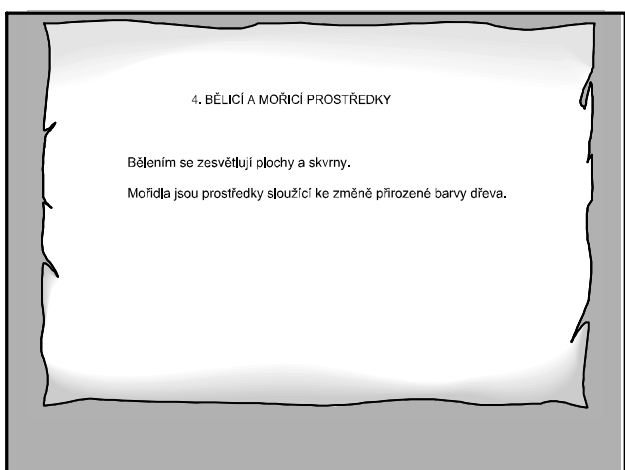 4. BĚLICÍ A MOŘICÍ PROSTŘEDKY
Bělením se zesvětlují plochy a skvrny.
Mořidla jsou prostředky sloužící ke změně přirozené barvy dřeva.